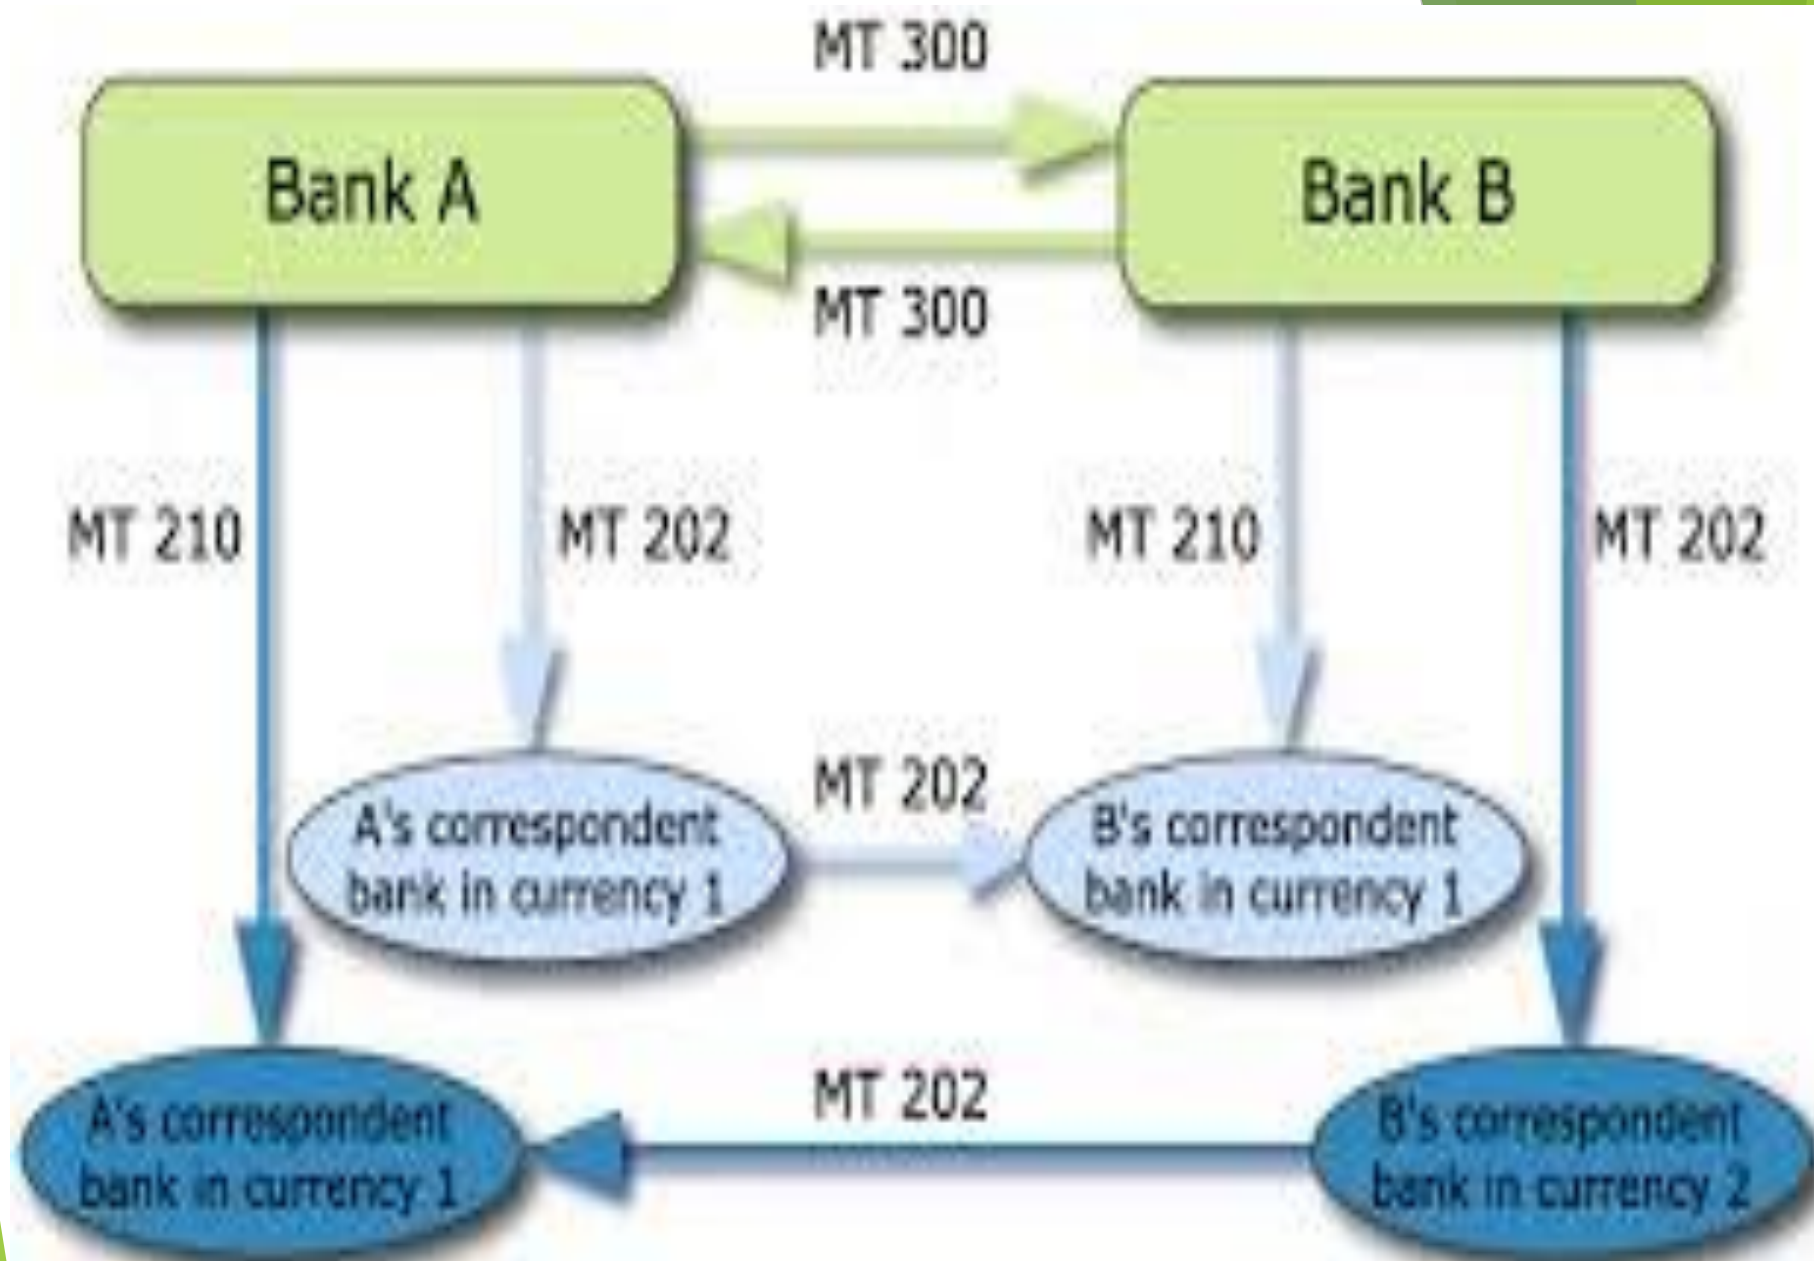 MT 300
Bank A
Bank B
MT 300
MT 210
MT 202
MT 210
MT 202
A's correspondent
bank in currency 1
MT 202
B's correspondent
bank in currency 1
A's correspondent
bank in currency 1
MT 202
B's correspondent
bank in currency 2